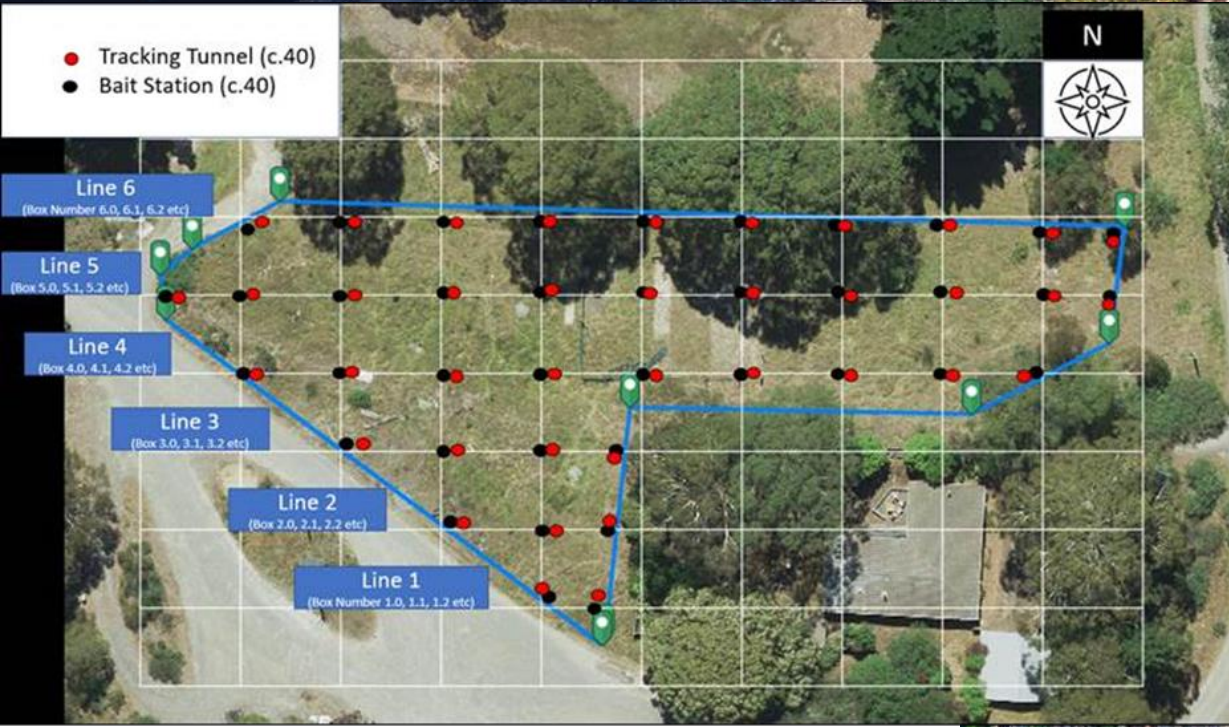 Tracking Tunnel (c.40)
Bait Station (c.40)
N
Line 6
(Box Number 6.0, 6.1, 6.2 etc)
Line 5
(Box 5.0, 5.1, 5.2 etc)
Line 4
(Box 4.0, 4.1, 4.2 etc)
Line 3
(Box 3.0, 3.1, 3.2 etc)
Line 2
(Box 2.0, 2.1, 2.2 etc)
Line 1
(Box Number 1.0, 1.1, 1.2 etc)